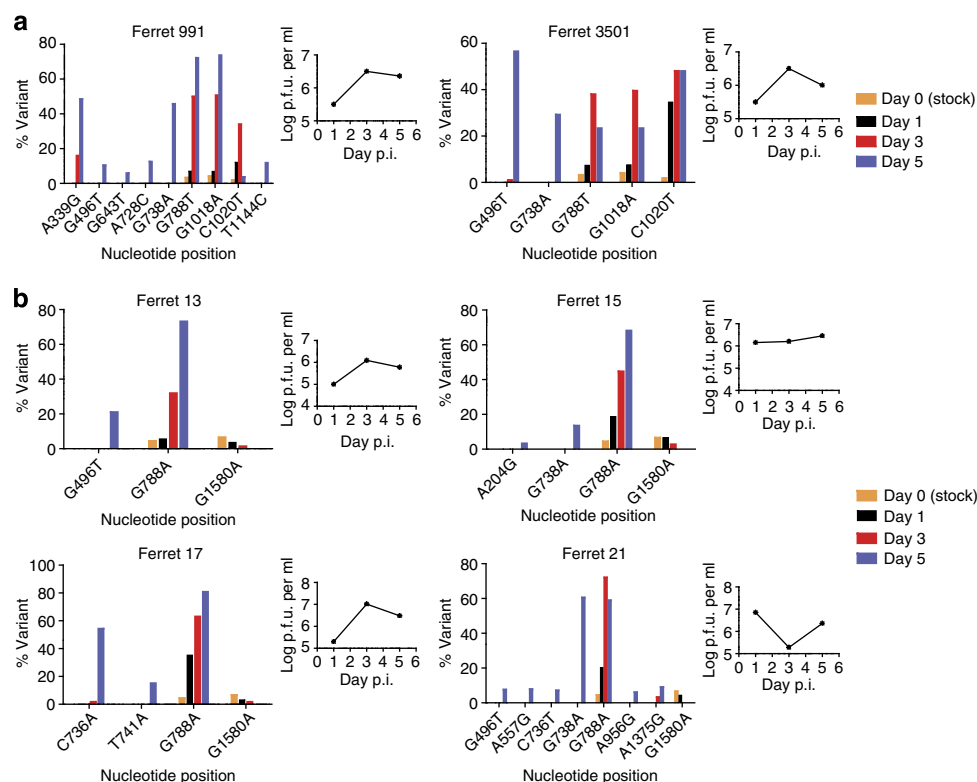 a
Ferret 991
% Variant
80
60
40
20
0
A339G
G496T
G643T
A728C
G738A
G788T
G1018A
C1020T
T1144C
Nucleotide position
Log p.f.u. per ml
7
6
5
0 1 2 3 4 5 6
Day p.i.
Ferret 3501
% Variant
60
40
20
0
G496T
G738A
G788T
G1018A
C1020T
Nucleotide position
Log p.f.u. per ml
7
6
5
0 1 2 3 4 5 6
Day p.i.
Day 0 (stock)
Day 1
Day 3
Day 5
b
Ferret 13
% Variant
80
60
40
20
0
G496T
G788A
G1580A
Nucleotide position
Log p.f.u. per ml
7
6
5
4
0 1 2 3 4 5 6
Day p.i.
Ferret 15
% Variant
80
60
40
20
0
A204G
G738A
G788A
G1580A
Nucleotide position
Log p.f.u. per ml
7
6
5
4
0 1 2 3 4 5 6
Day p.i.
Day 0 (stock)
Day 1
Day 3
Day 5
Ferret 17
% Variant
100
80
60
40
20
0
C736A
T741A
G788A
G1580A
Nucleotide position
Log p.f.u. per ml
8
7
6
5
0 1 2 3 4 5 6
Day p.i.
Ferret 21
% Variant
80
60
40
20
0
G496T
A557G
C736T
G738A
G788A
A956G
A1375G
G1580A
Nucleotide position
Log p.f.u. per ml
8
7
6
5
0 1 2 3 4 5 6
Day p.i.